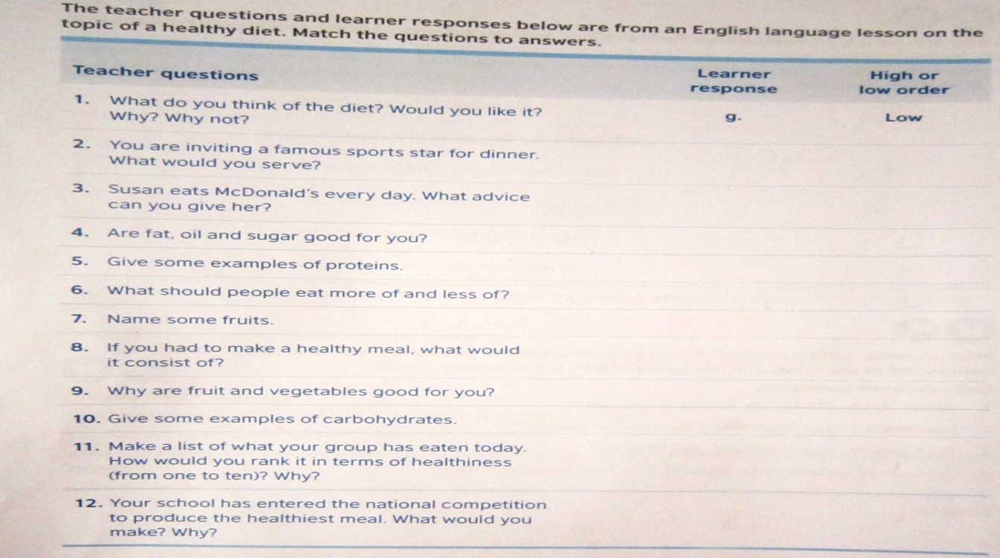 The teacher questions and learner responses below are from an English language lesson on the
topic of a healthy diet. Match the questions to answers.
Teacher questions
Learner
response
High or
low order
1. What do you think of the diet? Would you like it?
Why? Why not?
g.
Low
2. You are inviting a famous sports star for dinner.
What would you serve?
3. Susan eats McDonald's every day. What advice
can you give her?
4. Are fat, oil and sugar good for you?
5. Give some examples of proteins.
6. What should people eat more of and less of?
7. Name some fruits.
8. If you had to make a healthy meal, what would
it consist of?
9. Why are fruit and vegetables good for you?
10. Give some examples of carbohydrates.
11. Make a list of what your group has eaten today.
How would you rank it in terms of healthiness
(from one to ten)? Why?
12. Your school has entered the national competition
to produce the healthiest meal. What would you
make? Why?